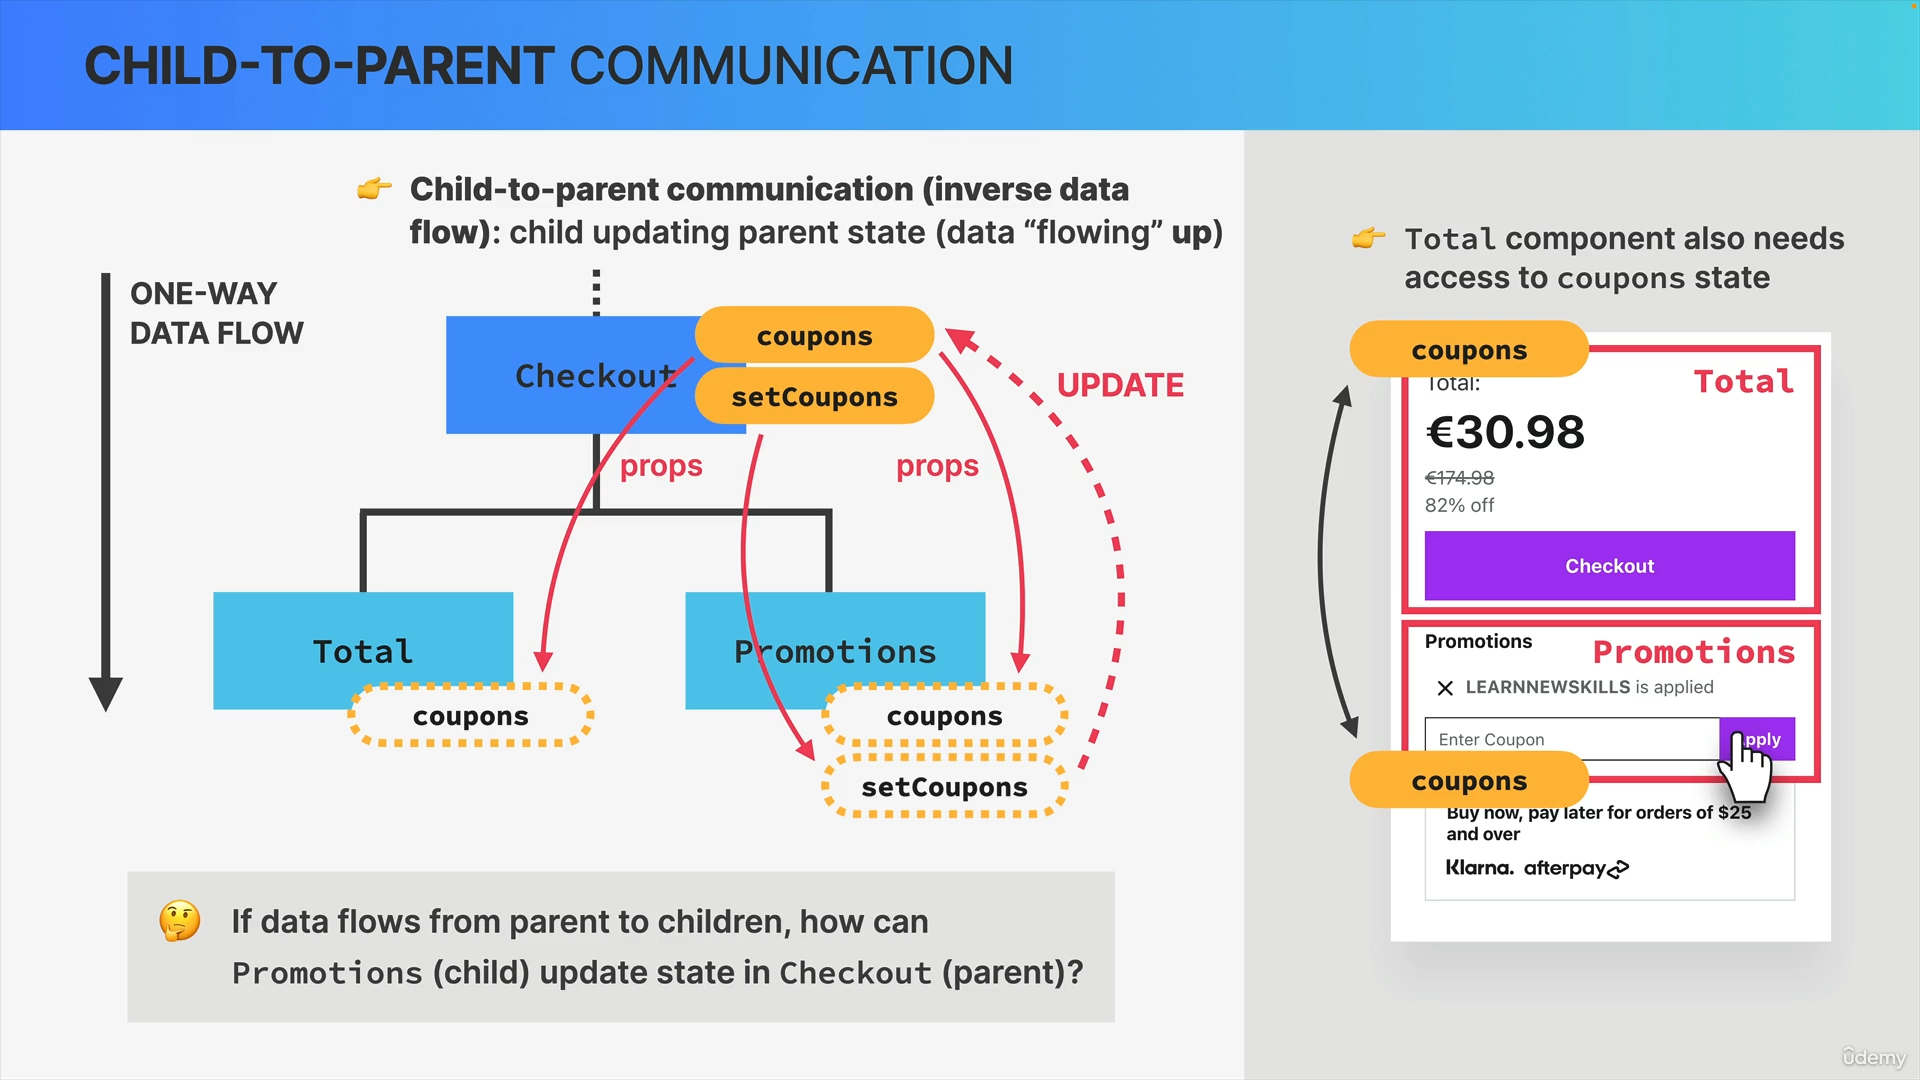 CHILD-TO-PARENT COMMUNICATION
👉 Child-to-parent communication (inverse data
flow): child updating parent state (data “flowing” up)
ONE-WAY
DATA FLOW
Checkout
coupons
setCoupons
UPDATE
props
props
Total
coupons
Promotions
coupons
setCoupons
🤔 If data flows from parent to children, how can
Promotions (child) update state in Checkout (parent)?
👉 Total component also needs
access to coupons state
coupons
Total:
Total
€30.98
€174.98
82% off
Checkout
Promotions
Promotions
LEARNNEWSKILLS is applied
Enter Coupon
pply
coupons
Buy now, pay later for orders of $25
and over
Klarna. afterpay
ûdemy